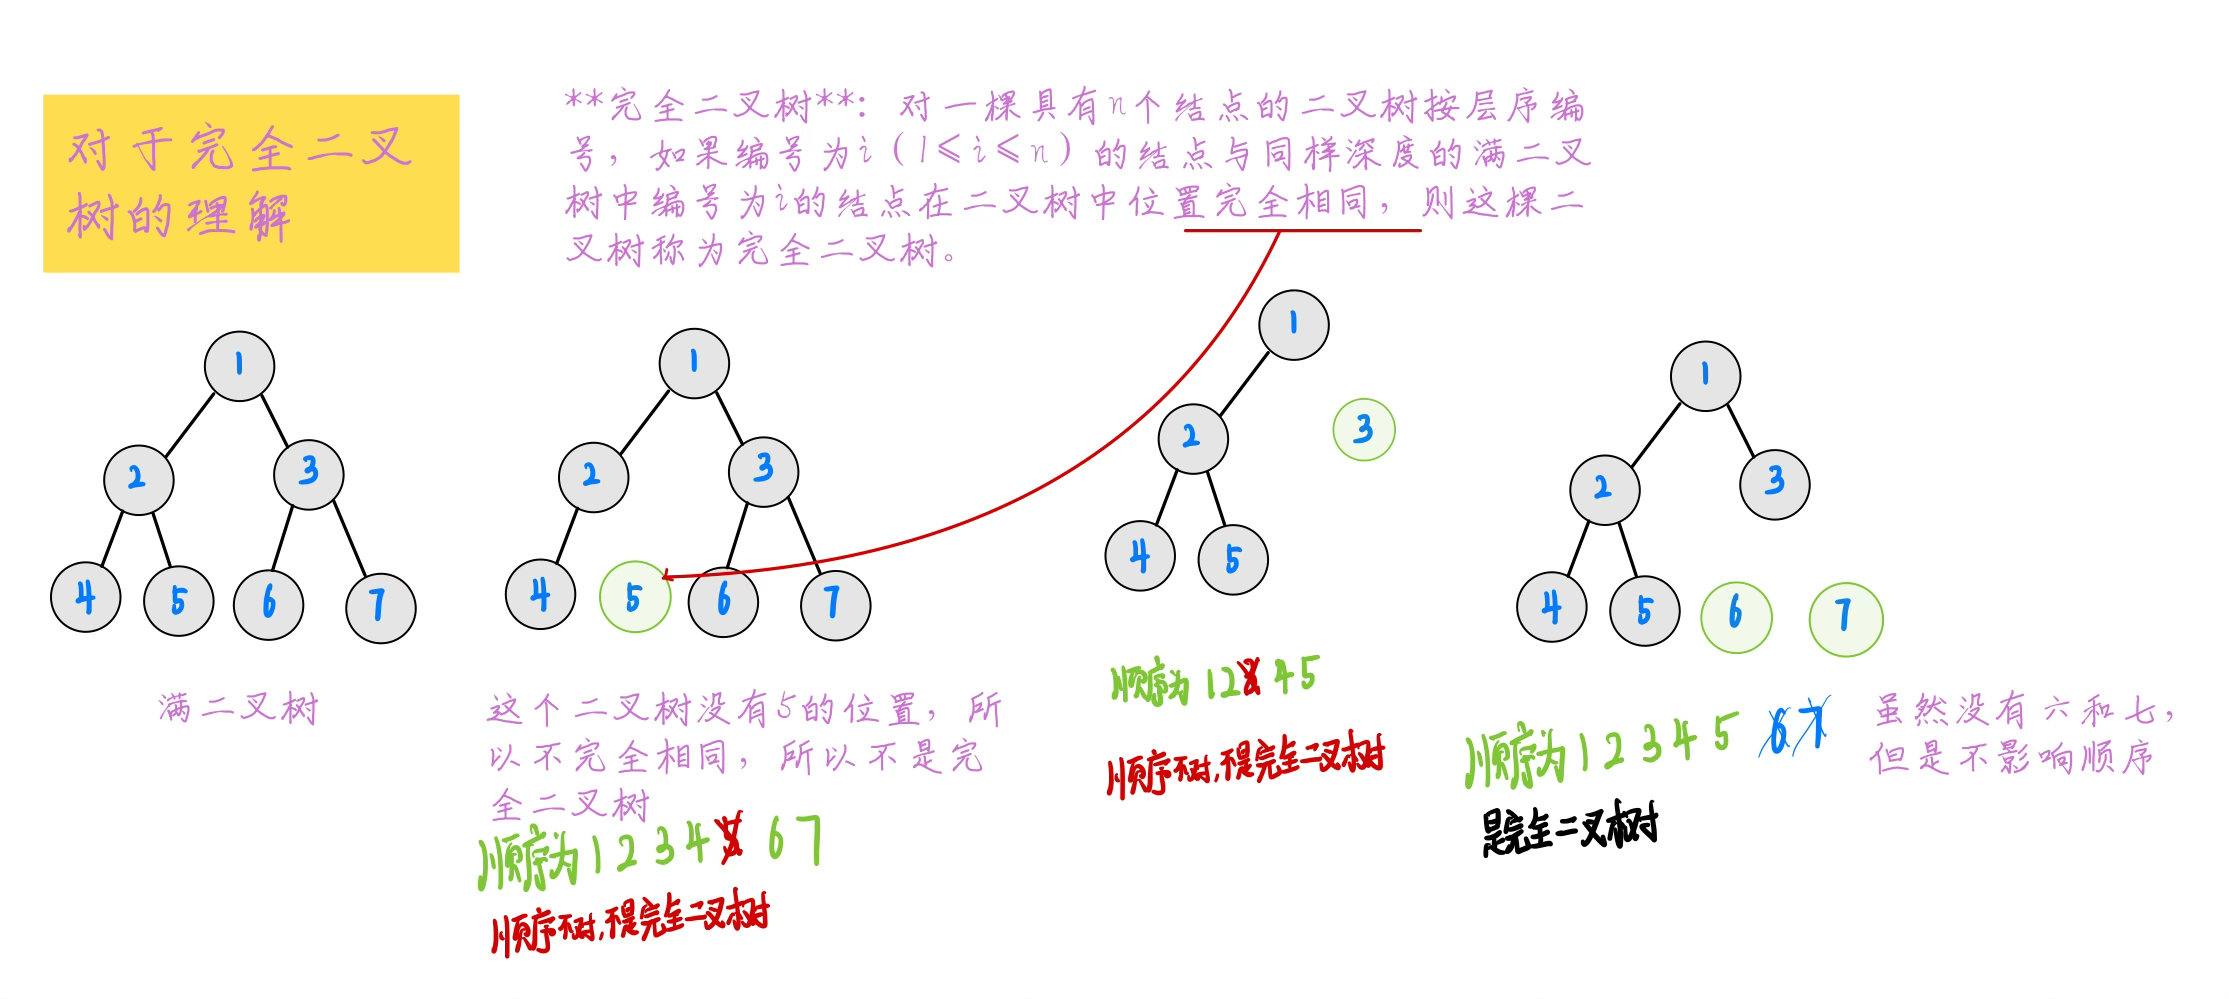 对于完全二叉
树的理解
**完全二叉树**：对一棵具有n个结点的二叉树按层序编
号，如果编号为i（1≤i≤n）的结点与同样深度的满二叉
树中编号为i的结点在二叉树中位置完全相同，则这棵二
叉树称为完全二叉树。
1
2 3
4 5 6 7
满二叉树
1
2 3
4 5 6 7
这个二叉树没有5的位置，所
以不完全相同，所以不是完
全二叉树
顺序为 1 2 3 4 5 6 7
顺序不对,不是完全二叉树
1
2 3
4 5
顺序为 1 2 3 4 5
顺序不对,不是完全二叉树
1
2 3
4 5 6 7
顺序为 1 2 3 4 5 6 7
是完全二叉树
虽然没有六和七，
但是不影响顺序